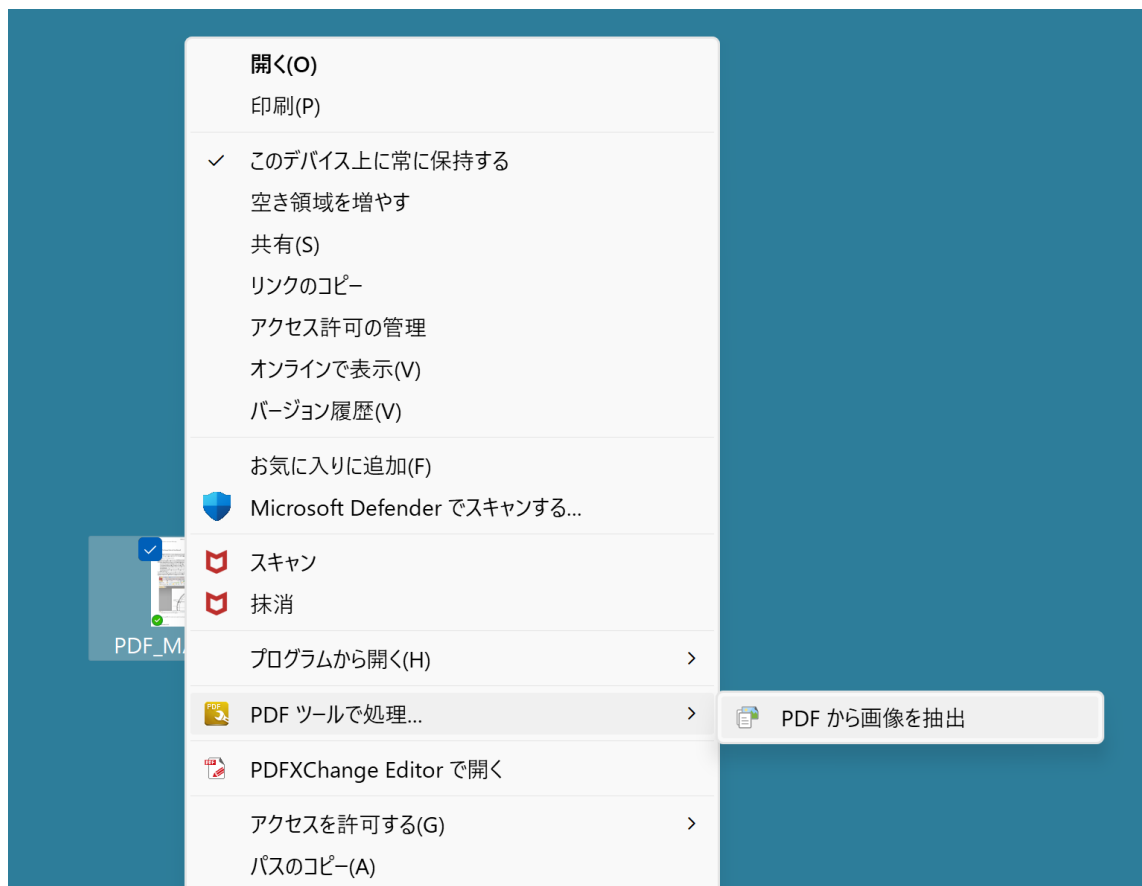 開く(O)
印刷(P)
このデバイス上に常に保持する
空き領域を増やす
共有(S)
リンクのコピー
アクセス許可の管理
オンラインで表示(V)
バージョン履歴(V)
お気に入りに追加(F)
Microsoft Defender でスキャンする...
スキャン
抹消
PDF_MA
プログラムから開く(H)
PDF ツールで処理...
PDF から画像を抽出
PDFXChange Editor で開く
アクセスを許可する(G)
パスのコピー(A)